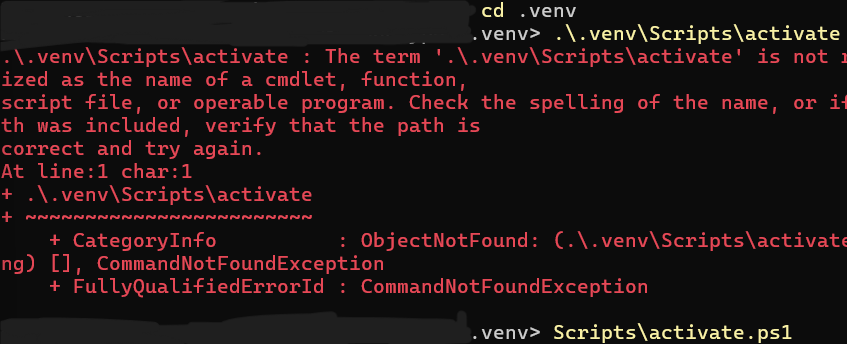 cd .venv
.venv> .\.venv\Scripts\activate
.\.venv\Scripts\activate : The term '.\.venv\Scripts\activate' is not
ized as the name of a cmdlet, function,
script file, or operable program. Check the spelling of the name, or if
th was included, verify that the path is
correct and try again.
At line:1 char:1
+ .\.venv\Scripts\activate
+ ~~~~~~~~~~~~~~~~~~~~~~~~
    + CategoryInfo          : ObjectNotFound: (.\.venv\Scripts\activate
ng) [], CommandNotFoundException
    + FullyQualifiedErrorId : CommandNotFoundException
.venv> Scripts\activate.ps1